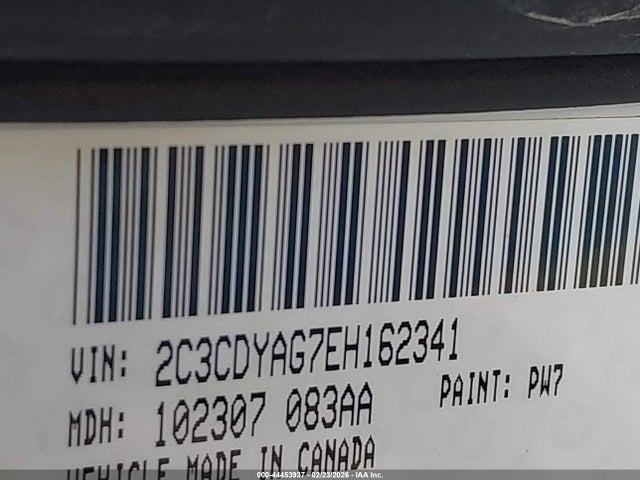 VIN: 2C3CDYAG7EH162341
MDH: 102307 083AA PAINT: PW7
VEHICLE MADE IN CANADA
000-44453937 - 02/23/2026 - IAA Inc.